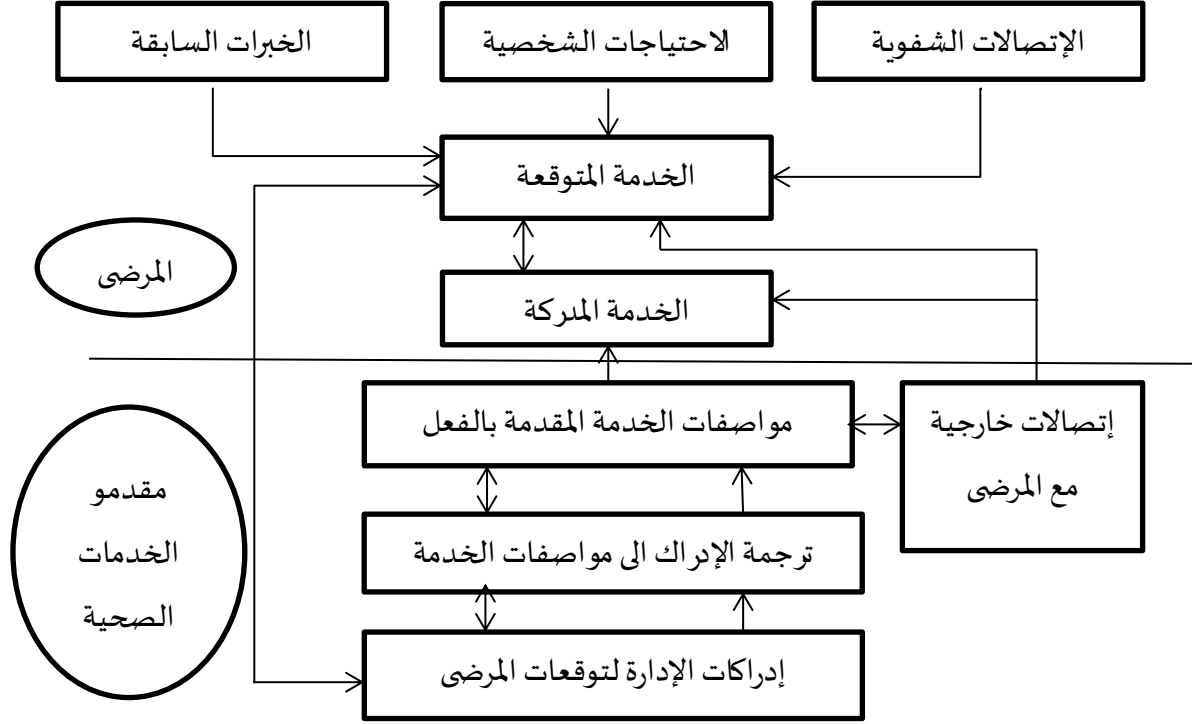 الإتصالات الشفوية
الاحتياجات الشخصية
الخبرات السابقة
الخدمة المتوقعة
المرضى
الخدمة المدركة
مواصفات الخدمة المقدمة بالفعل
إتصالات خارجية
مع المرضى
مقدمو
الخدمات
الصحية
ترجمة الإدراك الى مواصفات الخدمة
إدراكات الإدارة لتوقعات المرضى